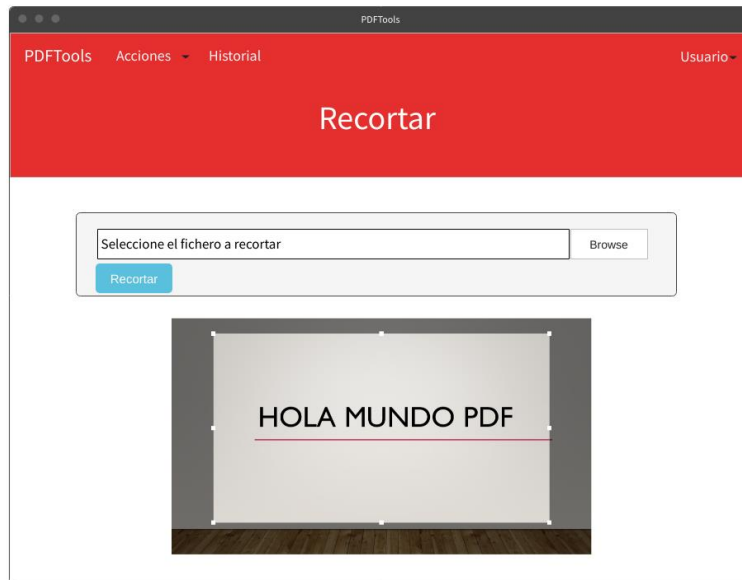 PDFTools
PDFTools Acciones Historial Usuario
Recortar
Seleccione el fichero a recortar Browse
Recortar
HOLA MUNDO PDF